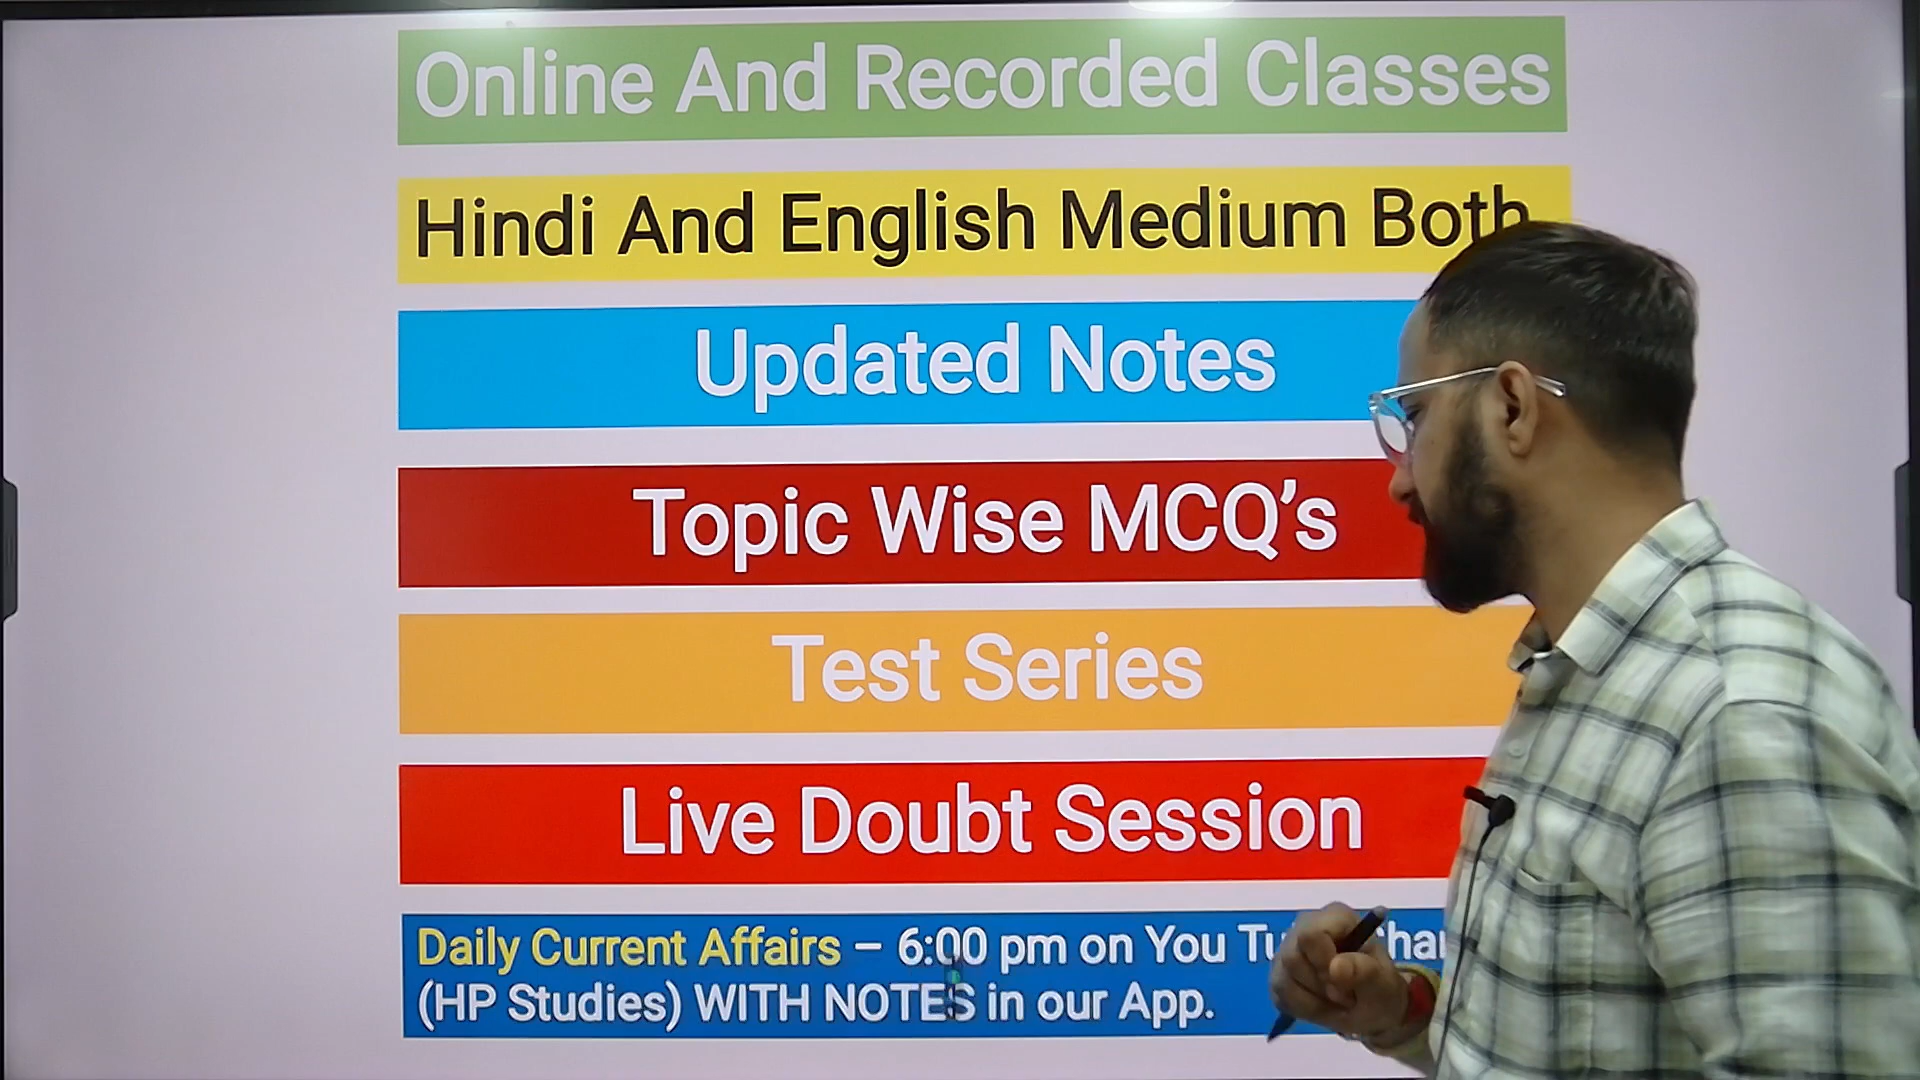 Online And Recorded Classes
Hindi And English Medium Both
Updated Notes
Topic Wise MCQ's
Test Series
Live Doubt Session
Daily Current Affairs – 6:00 pm on You
(HP Studies) WITH NOTES in our App.